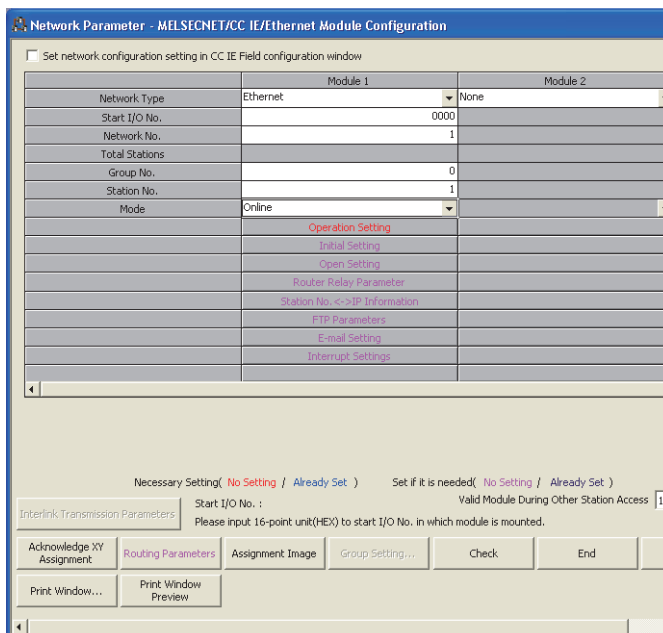 Network Parameter - MELSECNET/CC IE/Ethernet Module Configuration
Set network configuration setting in CC IE Field configuration window
Module 1 Module 2
Network Type Ethernet None
Start I/O No. 0000
Network No. 1
Total Stations
Group No. 0
Station No. 1
Mode Online
Operation Setting
Initial Setting
Open Setting
Router Relay Parameter
Station No.<->IP Information
FTP Parameters
E-mail Setting
Interrupt Settings
Necessary Setting( No Setting / Already Set ) Set if it is needed( No Setting / Already Set )
Interlink Transmission Parameters
Start I/O No. : Valid Module During Other Station Access 1
Please input 16-point unit(HEX) to start I/O No. in which module is mounted.
Acknowledge XY Assignment Routing Parameters Assignment Image Group Setting... Check End
Print Window... Print Window Preview